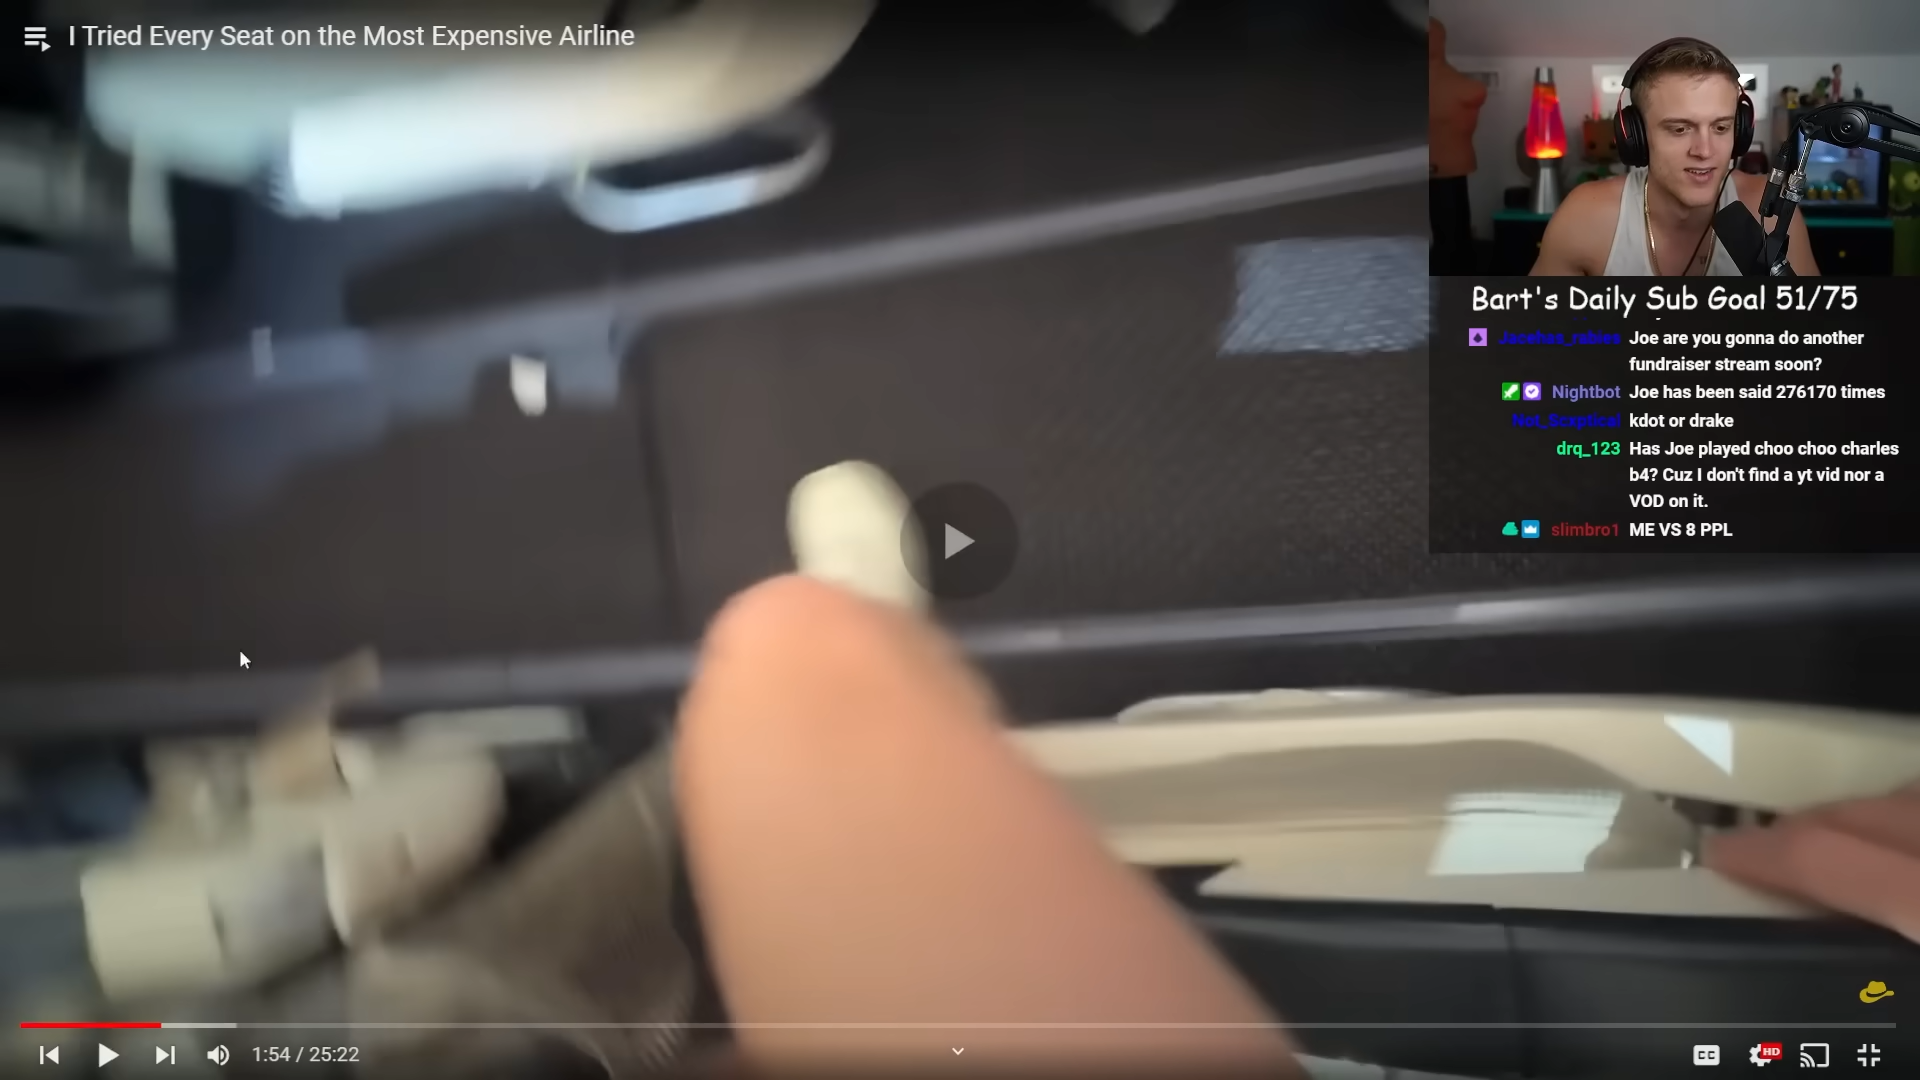 I Tried Every Seat on the Most Expensive Airline
Bart's Daily Sub Goal 51/75
Jacehas_rabies Joe are you gonna do another
fundraiser stream soon?
Nightbot Joe has been said 276170 times
Not_Scxptical kdot or drake
drq_123 Has Joe played choo choo charles
b4? Cuz I don't find a yt vid nor a
VOD on it.
slimbro1 ME VS 8 PPL
1:54 / 25:22
CC
HD